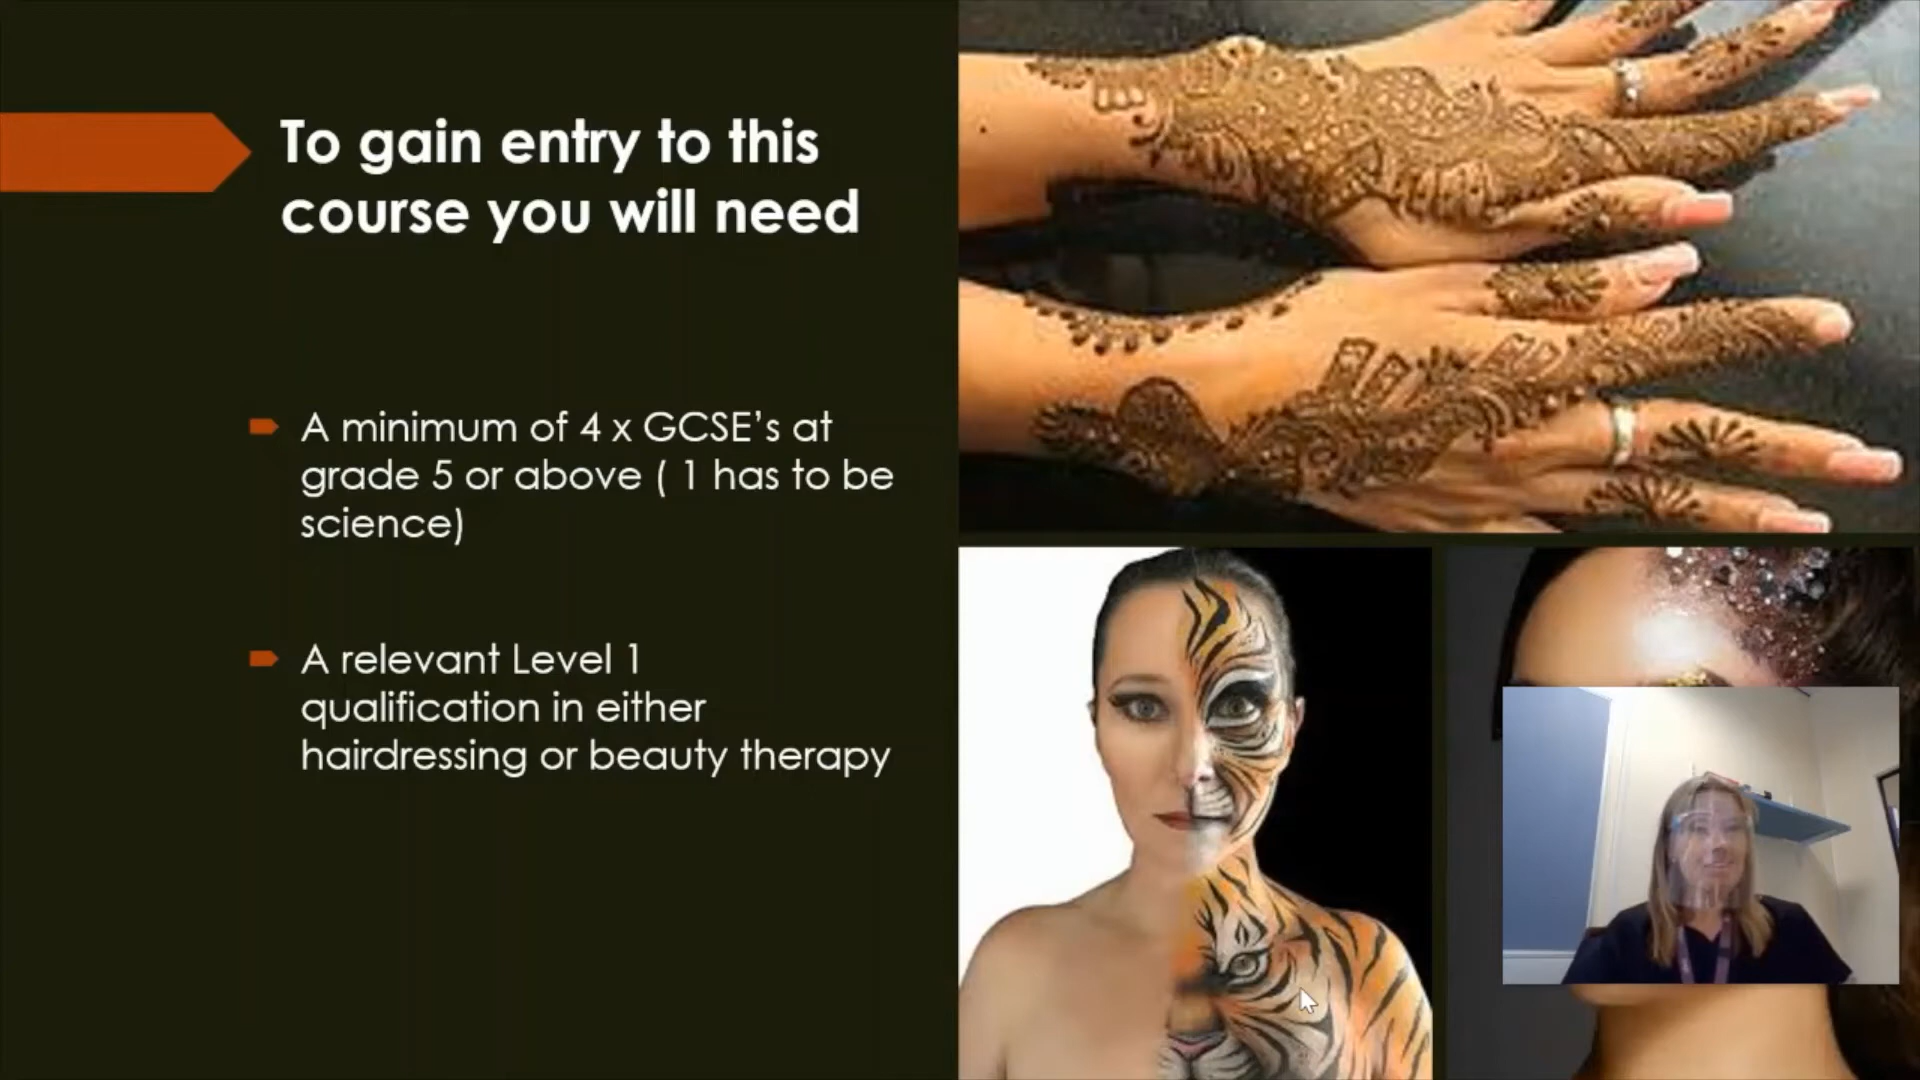 To gain entry to this
course you will need
A minimum of 4 x GCSE’s at
grade 5 or above ( 1 has to be
science)
A relevant Level 1
qualification in either
hairdressing or beauty therapy